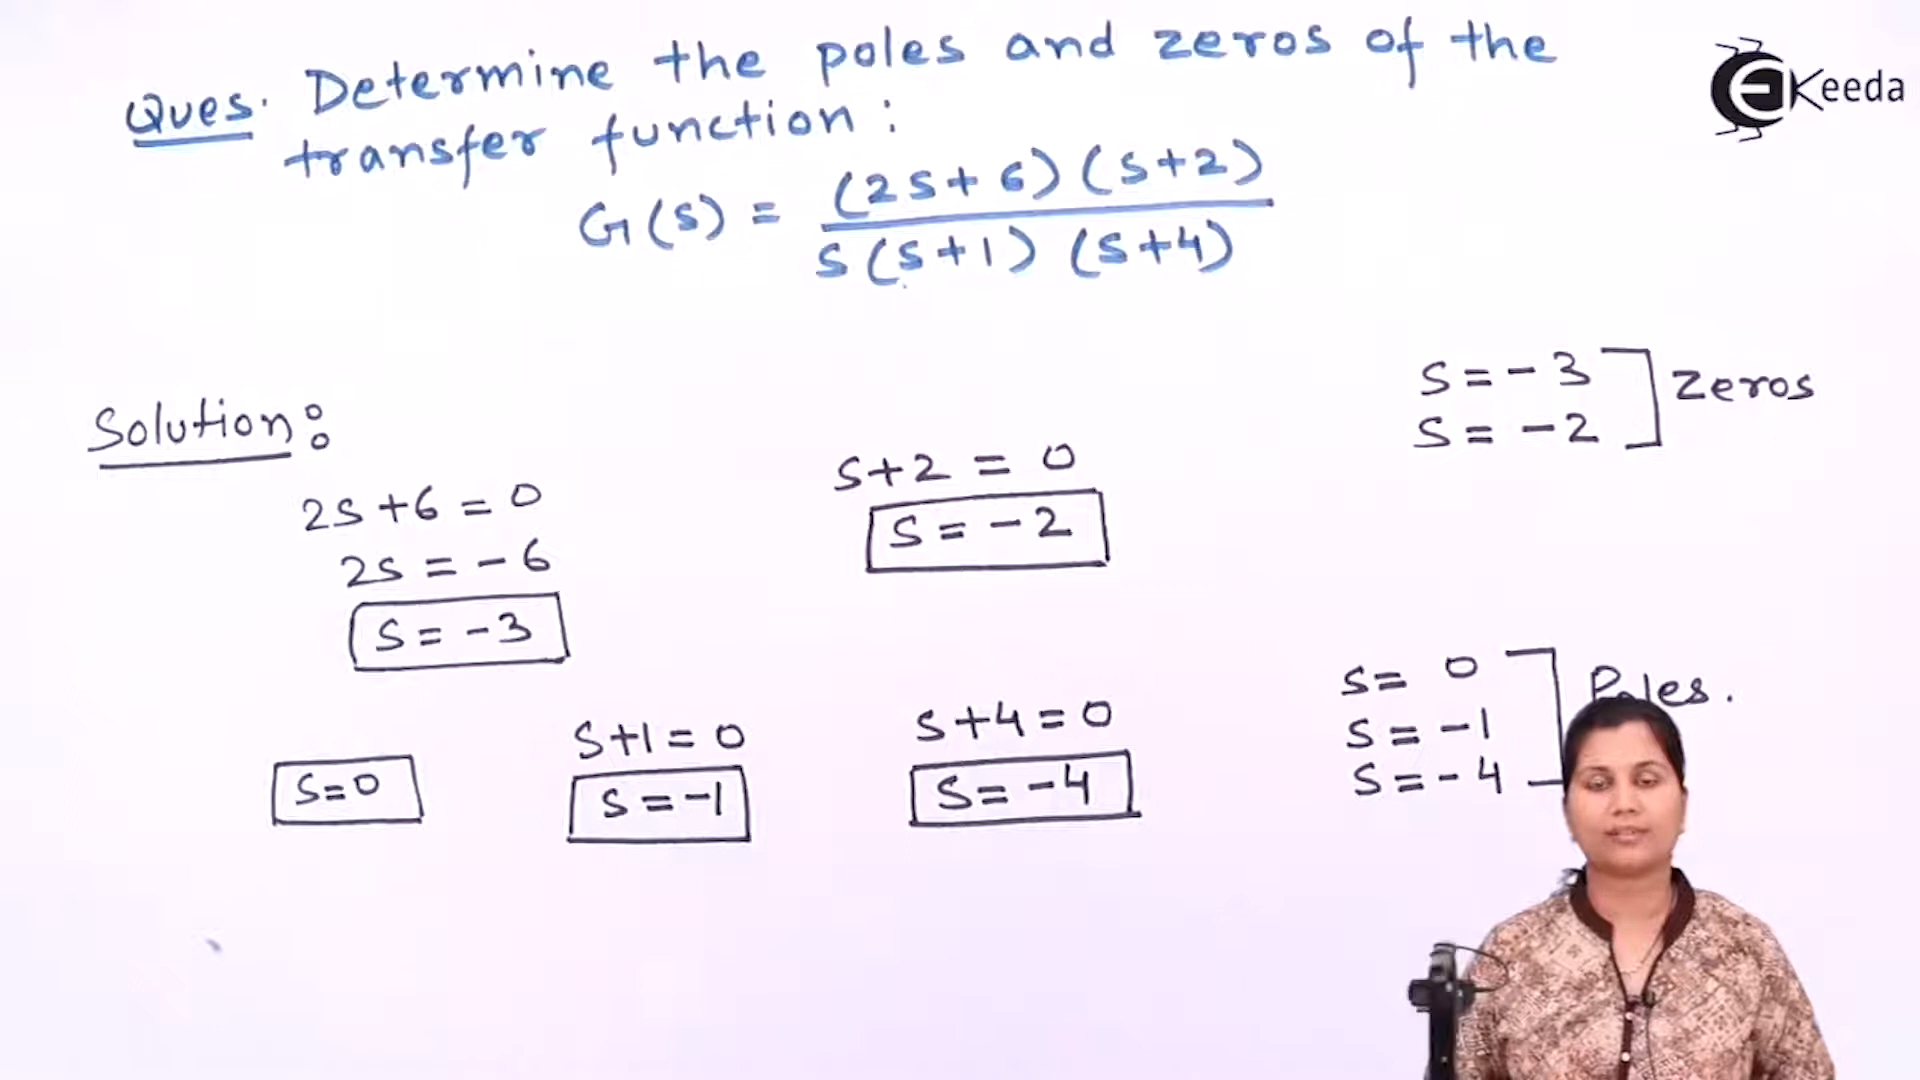 Ques. Determine the poles and zeros of the
transfer function:
G(s) = (2s+6)(s+2)
s(s+1)(s+4)
EKeeda
Solution:
2s+6=0
2s = -6
s = -3
s+2 = 0
s = -2
s = -3
s = -2
Zeros
s=0
s+1=0
s=-1
s+4=0
s=-4
s= 0
s = -1
s = -4
Poles.